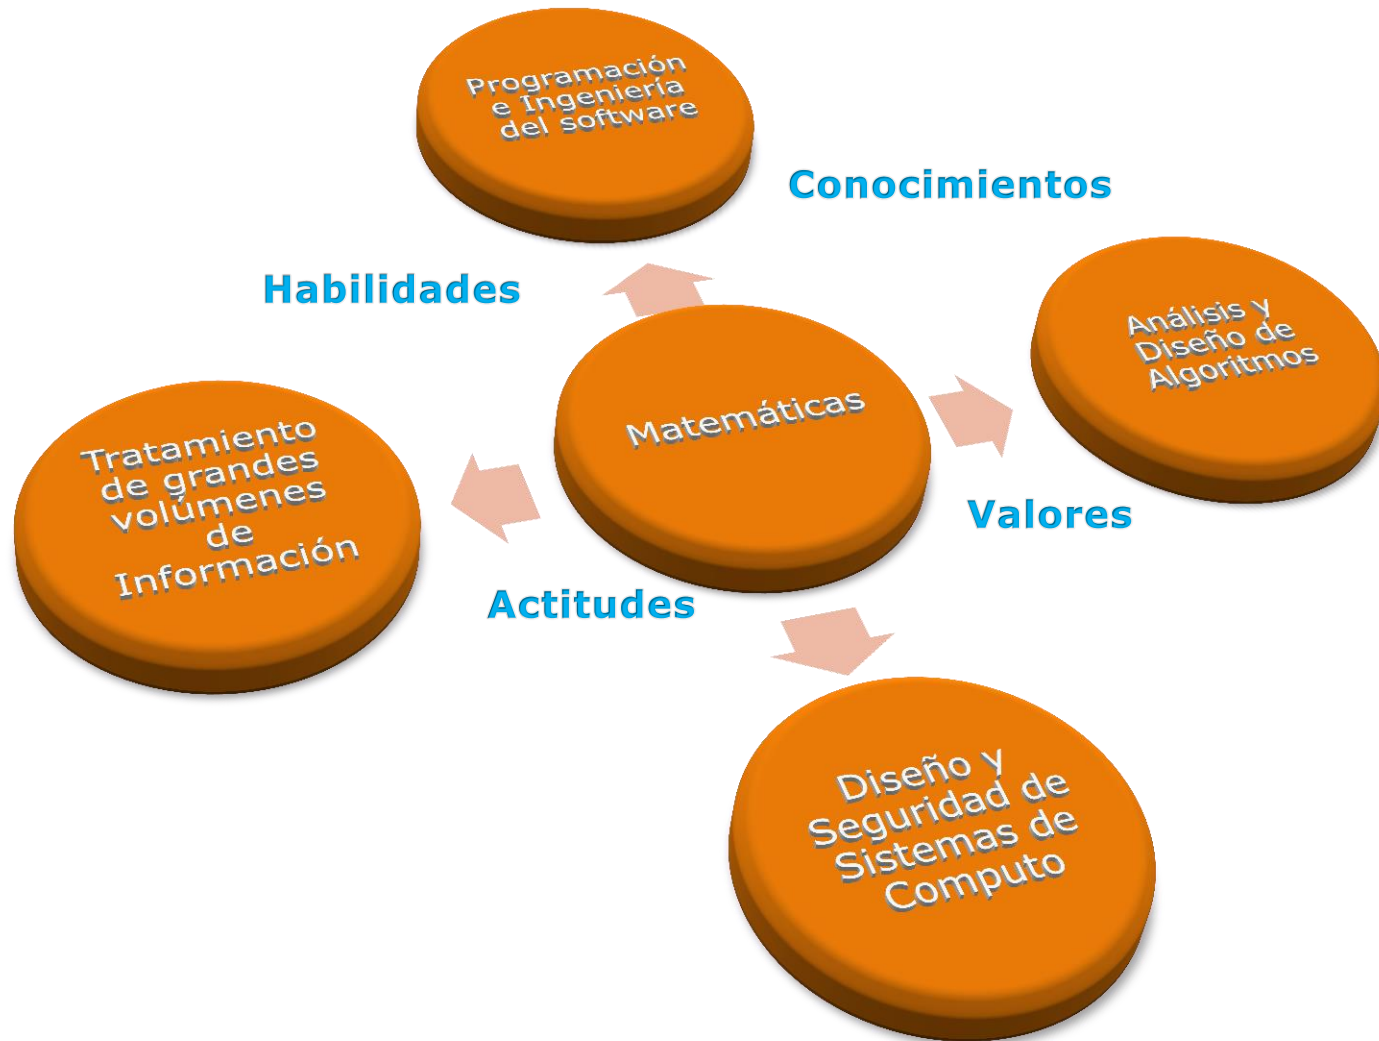 Programación
e Ingeniería
del software
Conocimientos
Habilidades
Análisis y
Diseño de
Algoritmos
Matemáticas
Tratamiento
de grandes
volúmenes
de
Información
Valores
Actitudes
Diseño y
Seguridad de
Sistemas de
Computo